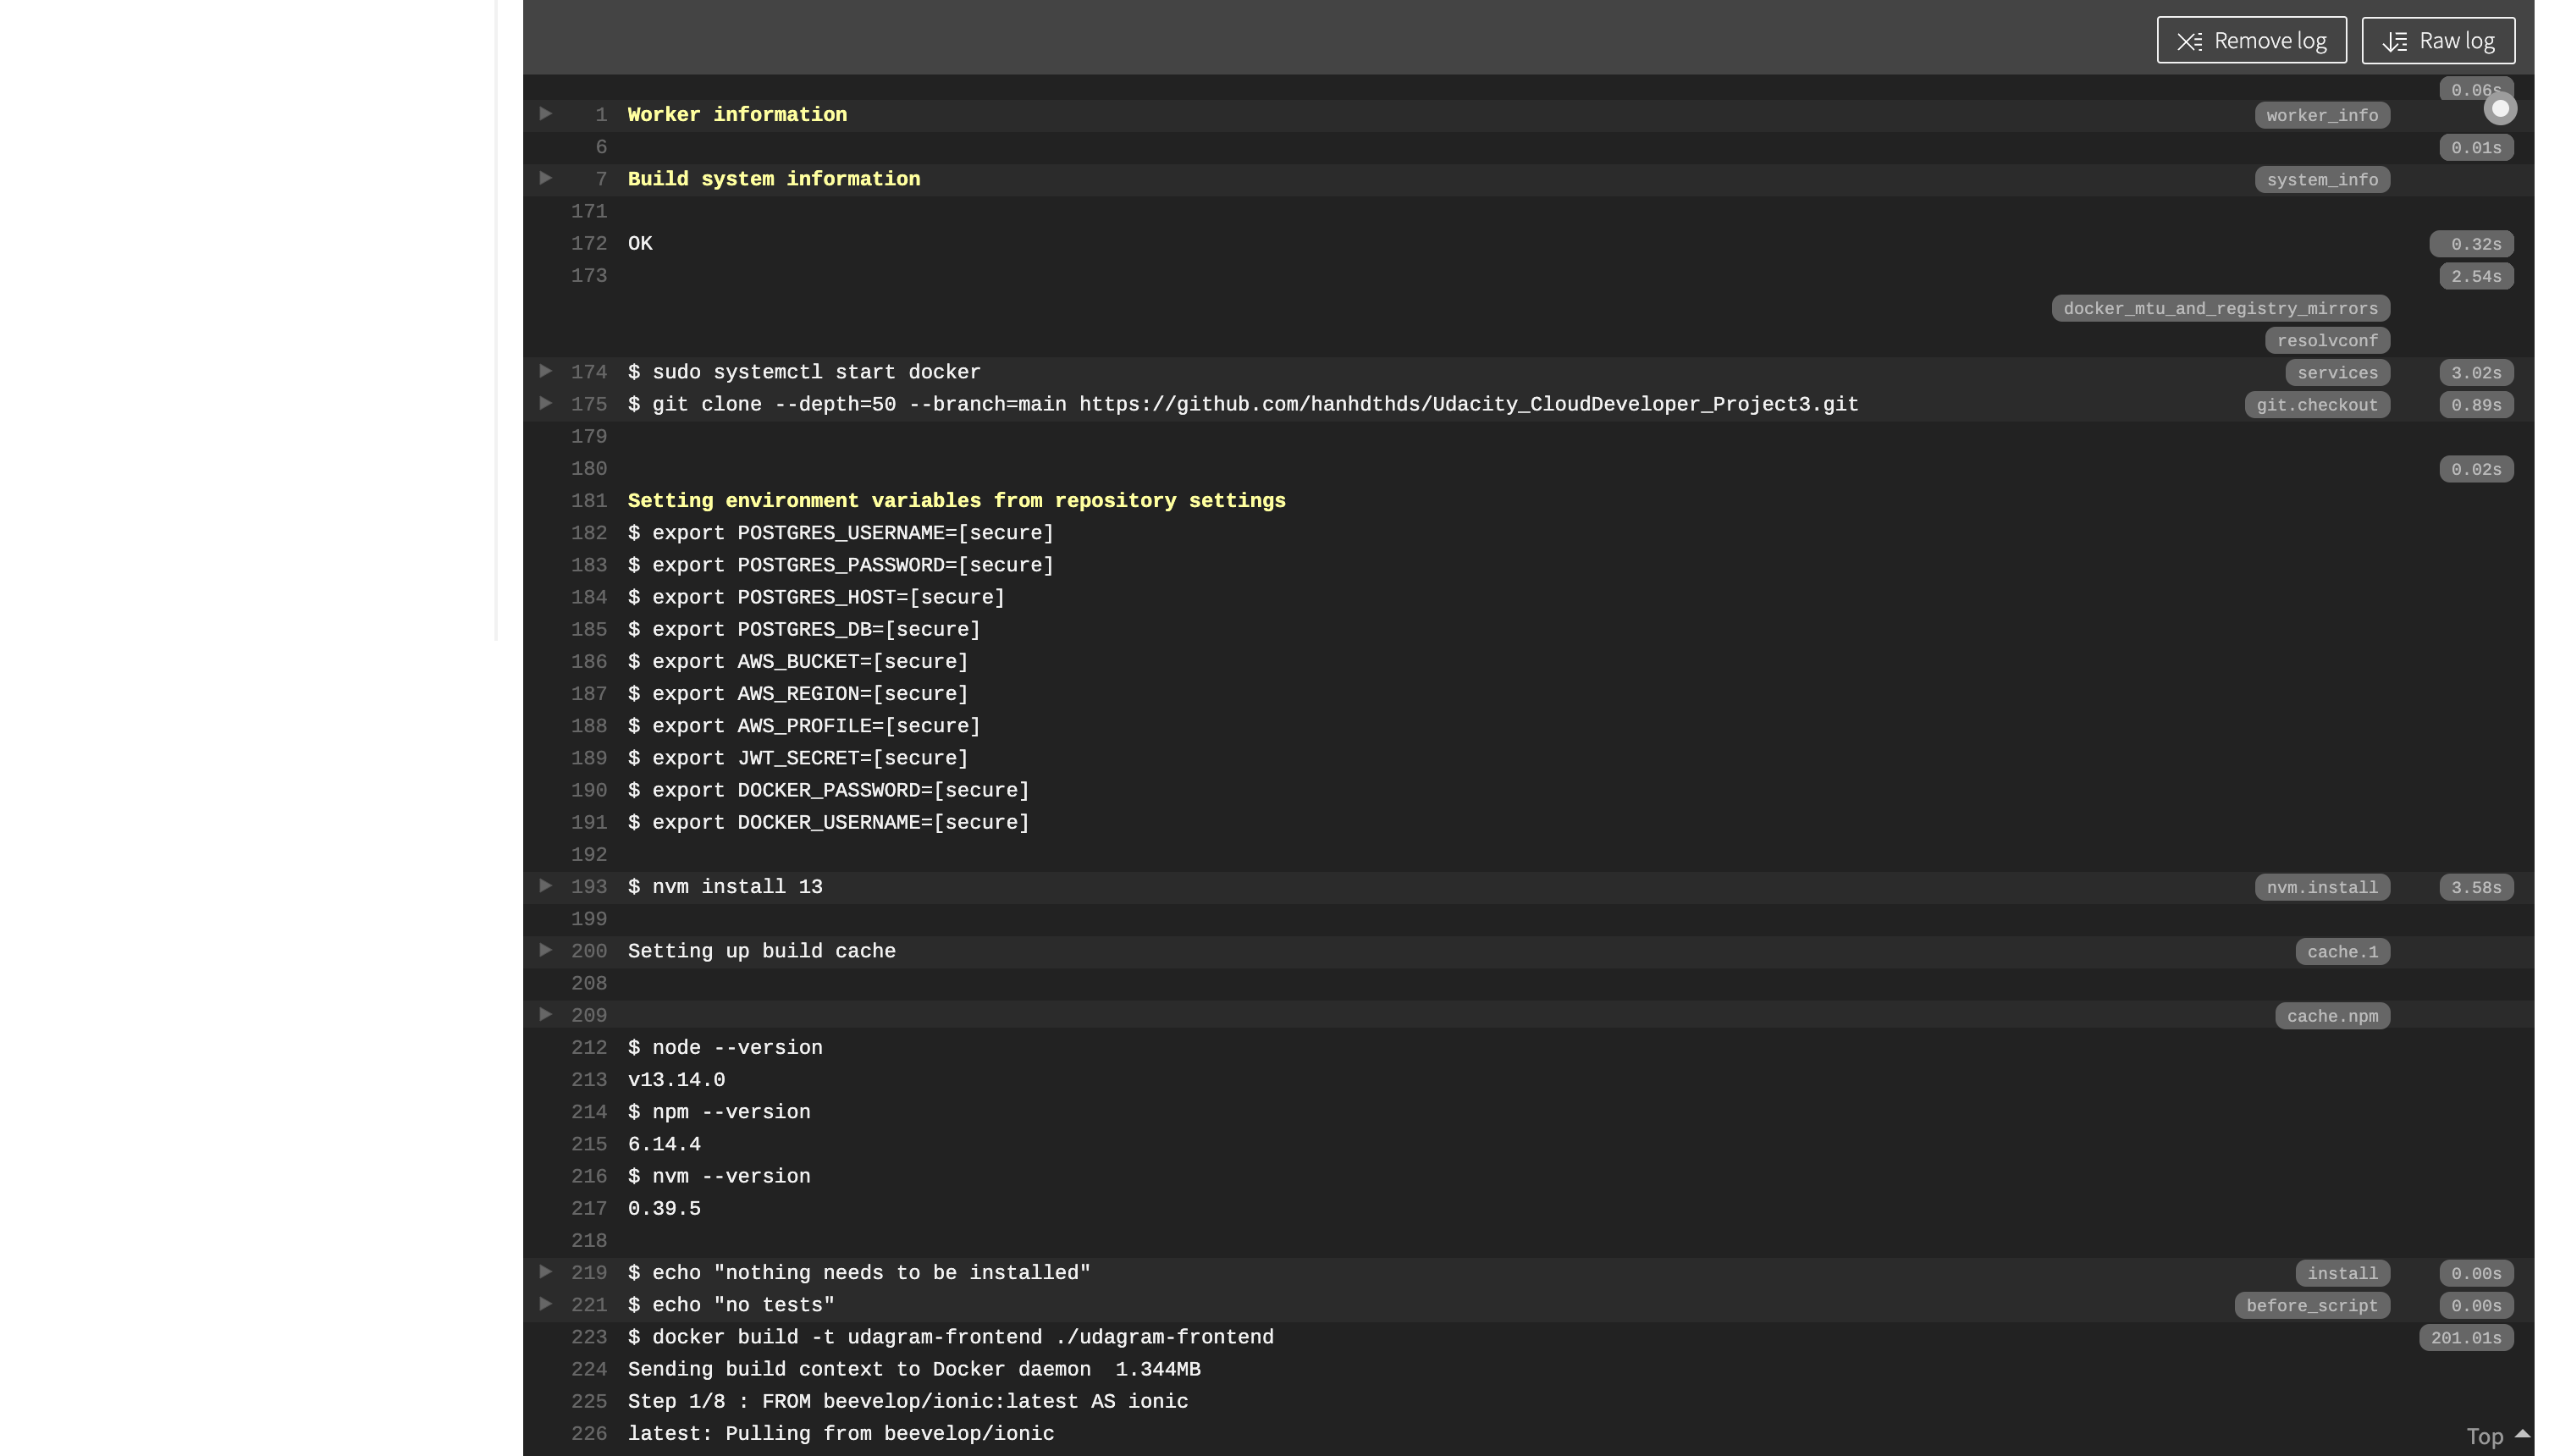 Remove log
Raw log
0.06s
1 Worker information worker_info
6 0.01s
7 Build system information system_info
171
172 OK 0.32s
173 2.54s
docker_mtu_and_registry_mirrors
resolvconf
174 $ sudo systemctl start docker services 3.02s
175 $ git clone --depth=50 --branch=main https://github.com/hanhdthds/Udacity_CloudDeveloper_Project3.git git.checkout 0.89s
179
180 0.02s
181 Setting environment variables from repository settings
182 $ export POSTGRES_USERNAME=[secure]
183 $ export POSTGRES_PASSWORD=[secure]
184 $ export POSTGRES_HOST=[secure]
185 $ export POSTGRES_DB=[secure]
186 $ export AWS_BUCKET=[secure]
187 $ export AWS_REGION=[secure]
188 $ export AWS_PROFILE=[secure]
189 $ export JWT_SECRET=[secure]
190 $ export DOCKER_PASSWORD=[secure]
191 $ export DOCKER_USERNAME=[secure]
192
193 $ nvm install 13 nvm.install 3.58s
199
200 Setting up build cache cache.1
208
209 cache.npm
212 $ node --version
213 v13.14.0
214 $ npm --version
215 6.14.4
216 $ nvm --version
217 0.39.5
218
219 $ echo "nothing needs to be installed" install 0.00s
221 $ echo "no tests" before_script 0.00s
223 $ docker build -t udagram-frontend ./udagram-frontend 201.01s
224 Sending build context to Docker daemon  1.344MB
225 Step 1/8 : FROM beevelop/ionic:latest AS ionic
226 latest: Pulling from beevelop/ionic
Top